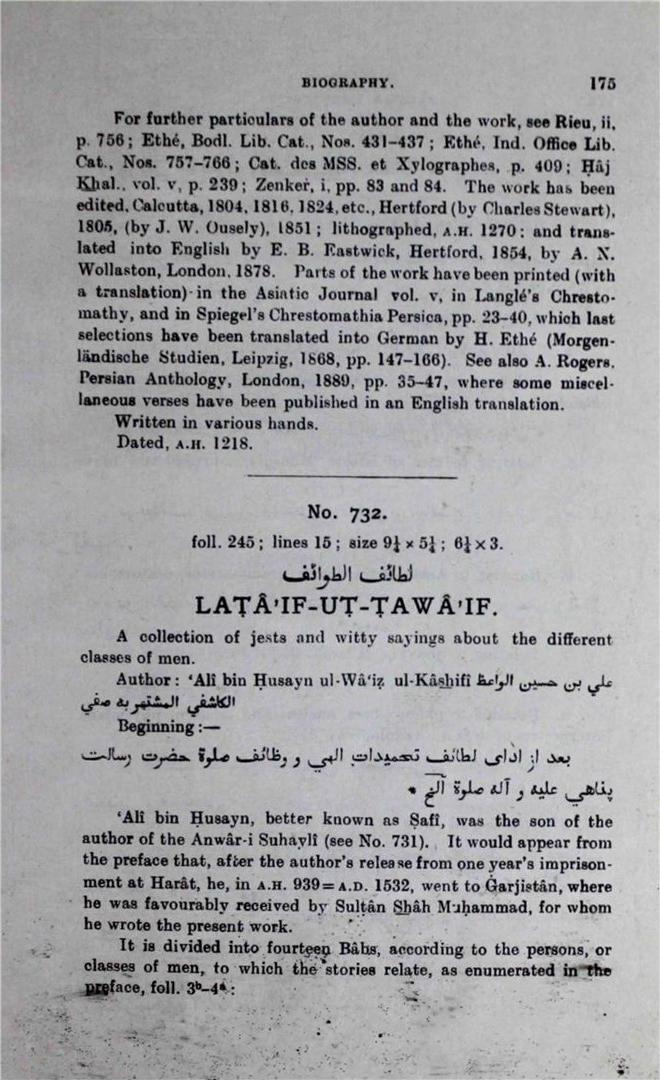 BIOGRAPHY. 175
For further particulars of the author and the work, see Rieu, ii,
p. 756; Ethé, Bodl. Lib. Cat., Nos. 431–437; Ethé, Ind. Office Lib.
Cat., Nos. 757–766; Cat. des MSS. et Xylographes, p. 409; Ḥâj
Khal., vol. v, p. 239; Zenker, i, pp. 83 and 84. The work has been
edited, Calcutta, 1804, 1816, 1824, etc., Hertford (by Charles Stewart),
1805, (by J. W. Ousely), 1851; lithographed, A.H. 1270; and trans-
lated into English by E. B. Eastwick, Hertford, 1854, by A. N.
Wollaston, London, 1878. Parts of the work have been printed (with
a translation) in the Asiatic Journal vol. v, in Langlé's Chresto-
mathy, and in Spiegel's Chrestomathia Persica, pp. 23–40, which last
selections have been translated into German by H. Ethé (Morgen-
ländische Studien, Leipzig, 1868, pp. 147–166). See also A. Rogers,
Persian Anthology, London, 1889, pp. 35–47, where some miscel-
laneous verses have been published in an English translation.
Written in various hands.
Dated, A.H. 1218.
No. 732.
foll. 245; lines 15; size 9¼ × 5¼; 6¼ × 3.
لطائف الطوائف
LAṬÂ'IF-UṬ-ṬAWÂ'IF.
A collection of jests and witty sayings about the different
classes of men.
Author: ‘Alî bin Ḥusayn ul-Wâ‘iẓ ul-Kâshifî علي بن حسين الواعظ
الكاشفي المشتهر به صفي
Beginning:—
بعد از اداى لطائف تحميدات الهي و وظائف صلوة حضرت رسالت
پناهي عليه و آله صلوة الخ •
‘Alî bin Ḥusayn, better known as Ṣafî, was the son of the
author of the Anwâr-i Suhaylî (see No. 731). It would appear from
the preface that, after the author's release from one year's imprison-
ment at Harât, he, in A.H. 939 = A.D. 1532, went to Ġarjistân, where
he was favourably received by Sulṭân Shâh Muḥammad, for whom
he wrote the present work.
It is divided into fourteen Bâbs, according to the persons, or
classes of men, to which the stories relate, as enumerated in the
preface, foll. 3ᵇ–4ᵃ: